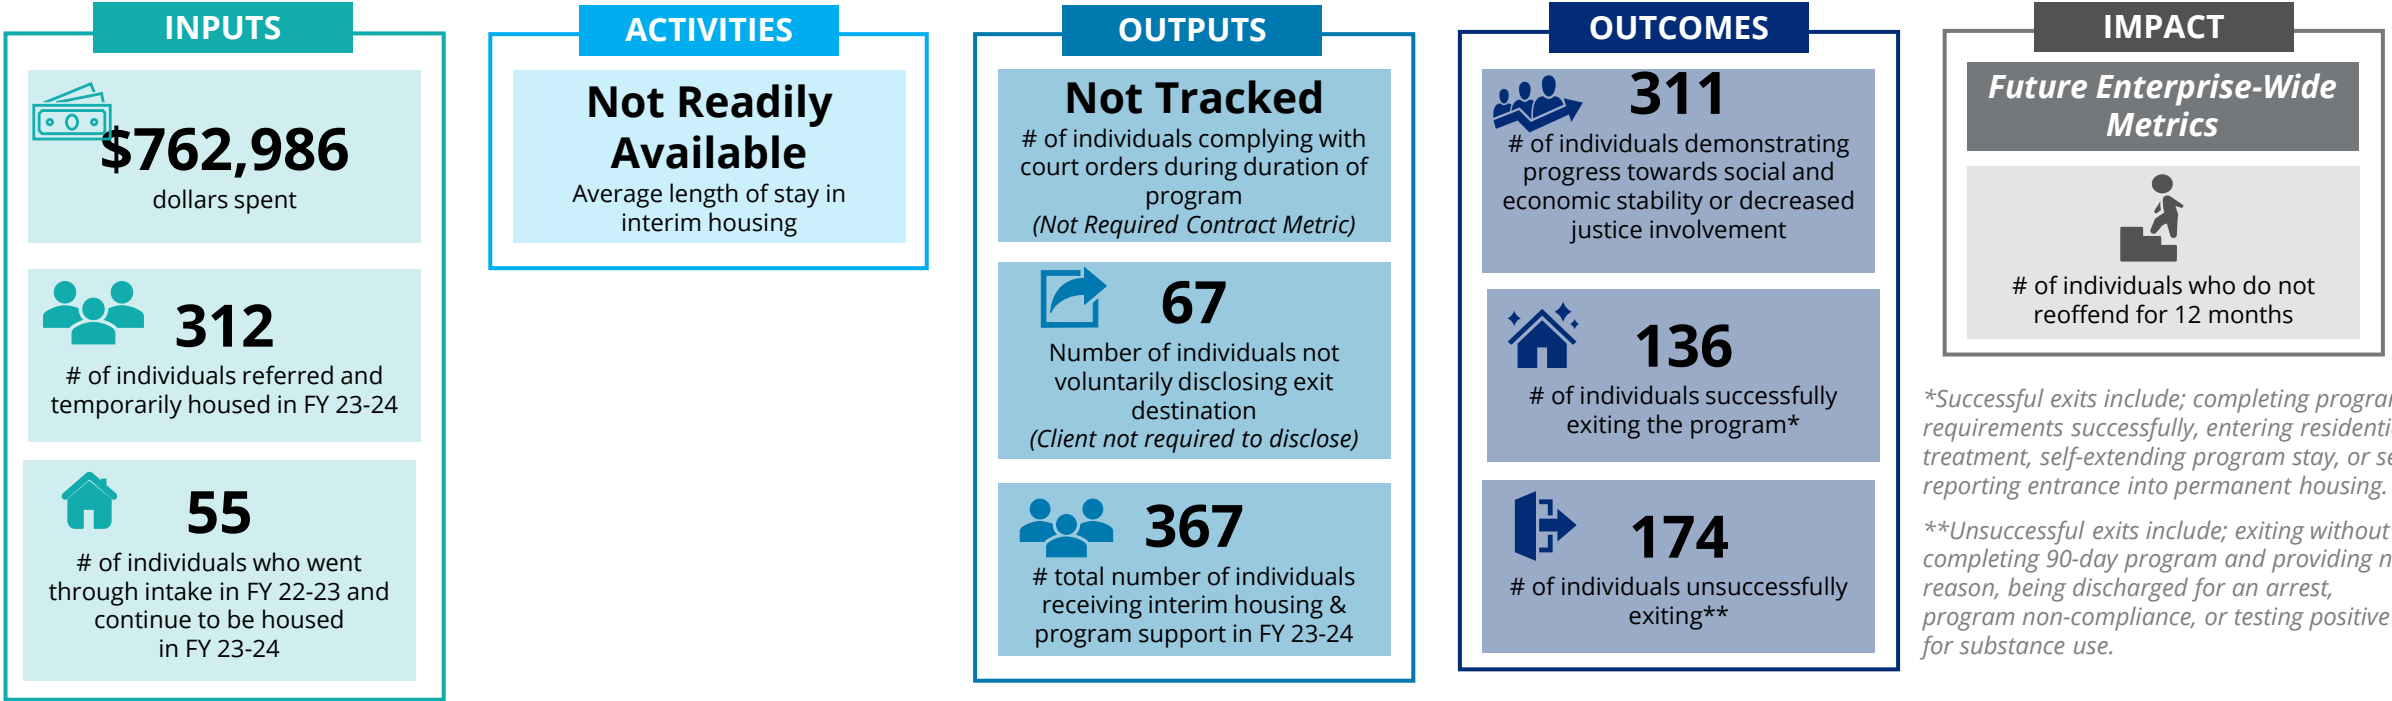 INPUTS
$762,986
dollars spent
312
# of individuals referred and
temporarily housed in FY 23-24
55
# of individuals who went
through intake in FY 22-23 and
continue to be housed
in FY 23-24
ACTIVITIES
Not Readily
Available
Average length of stay in
interim housing
OUTPUTS
Not Tracked
# of individuals complying with
court orders during duration of
program
(Not Required Contract Metric)
67
Number of individuals not
voluntarily disclosing exit
destination
(Client not required to disclose)
367
# total number of individuals
receiving interim housing &
program support in FY 23-24
OUTCOMES
311
# of individuals demonstrating
progress towards social and
economic stability or decreased
justice involvement
136
# of individuals successfully
exiting the program*
174
# of individuals unsuccessfully
exiting**
IMPACT
Future Enterprise-Wide
Metrics
# of individuals who do not
reoffend for 12 months
*Successful exits include; completing
requirements successfully, entering
treatment, self-extending program stay, or
reporting entrance into permanent housing.
**Unsuccessful exits include; exiting without
completing 90-day program and providing
reason, being discharged for an arrest,
program non-compliance, or testing positive
for substance use.